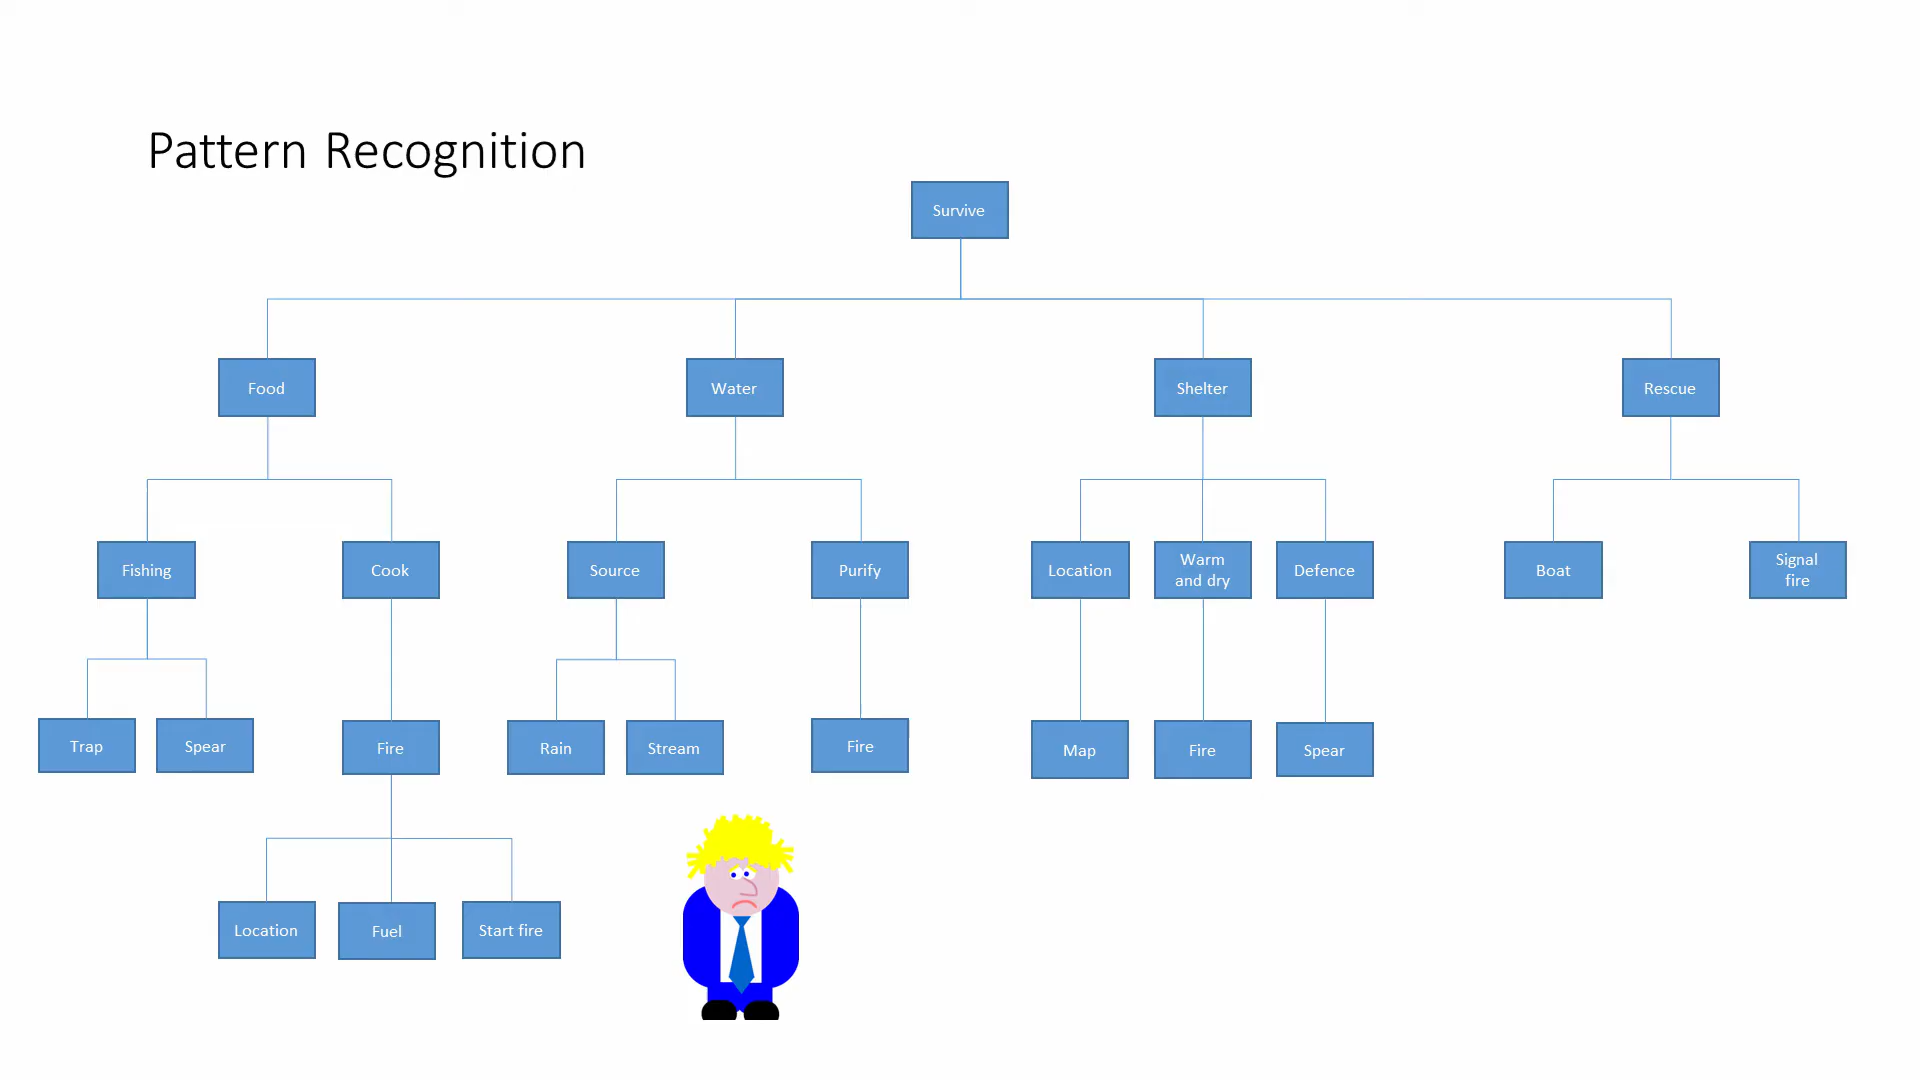 Pattern Recognition
Survive
Food
Water
Shelter
Rescue
Fishing
Cook
Source
Purify
Location
Warm
and dry
Defence
Boat
Signal
fire
Trap
Spear
Fire
Rain
Stream
Fire
Map
Fire
Spear
Location
Fuel
Start fire